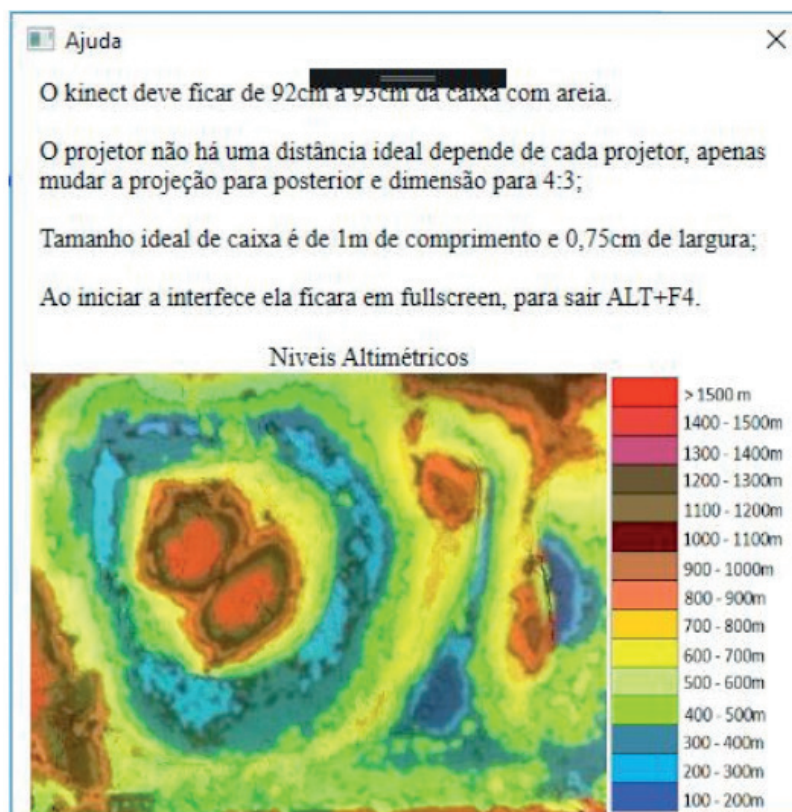 Ajuda
O kinect deve ficar de 92cm a 93cm da caixa com areia.
O projetor não há uma distância ideal depende de cada projetor, apenas
mudar a projeção para posterior e dimensão para 4:3;
Tamanho ideal de caixa é de 1m de comprimento e 0,75cm de largura;
Ao iniciar a interfece ela ficara em fullscreen, para sair ALT+F4.
Niveis Altimétricos
> 1500 m
1400 - 1500m
1300 - 1400m
1200 - 1300m
1100 - 1200m
1000 - 1100m
900 - 1000m
800 - 900m
700 - 800m
600 - 700m
500 - 600m
400 - 500m
300 - 400m
200 - 300m
100 - 200m